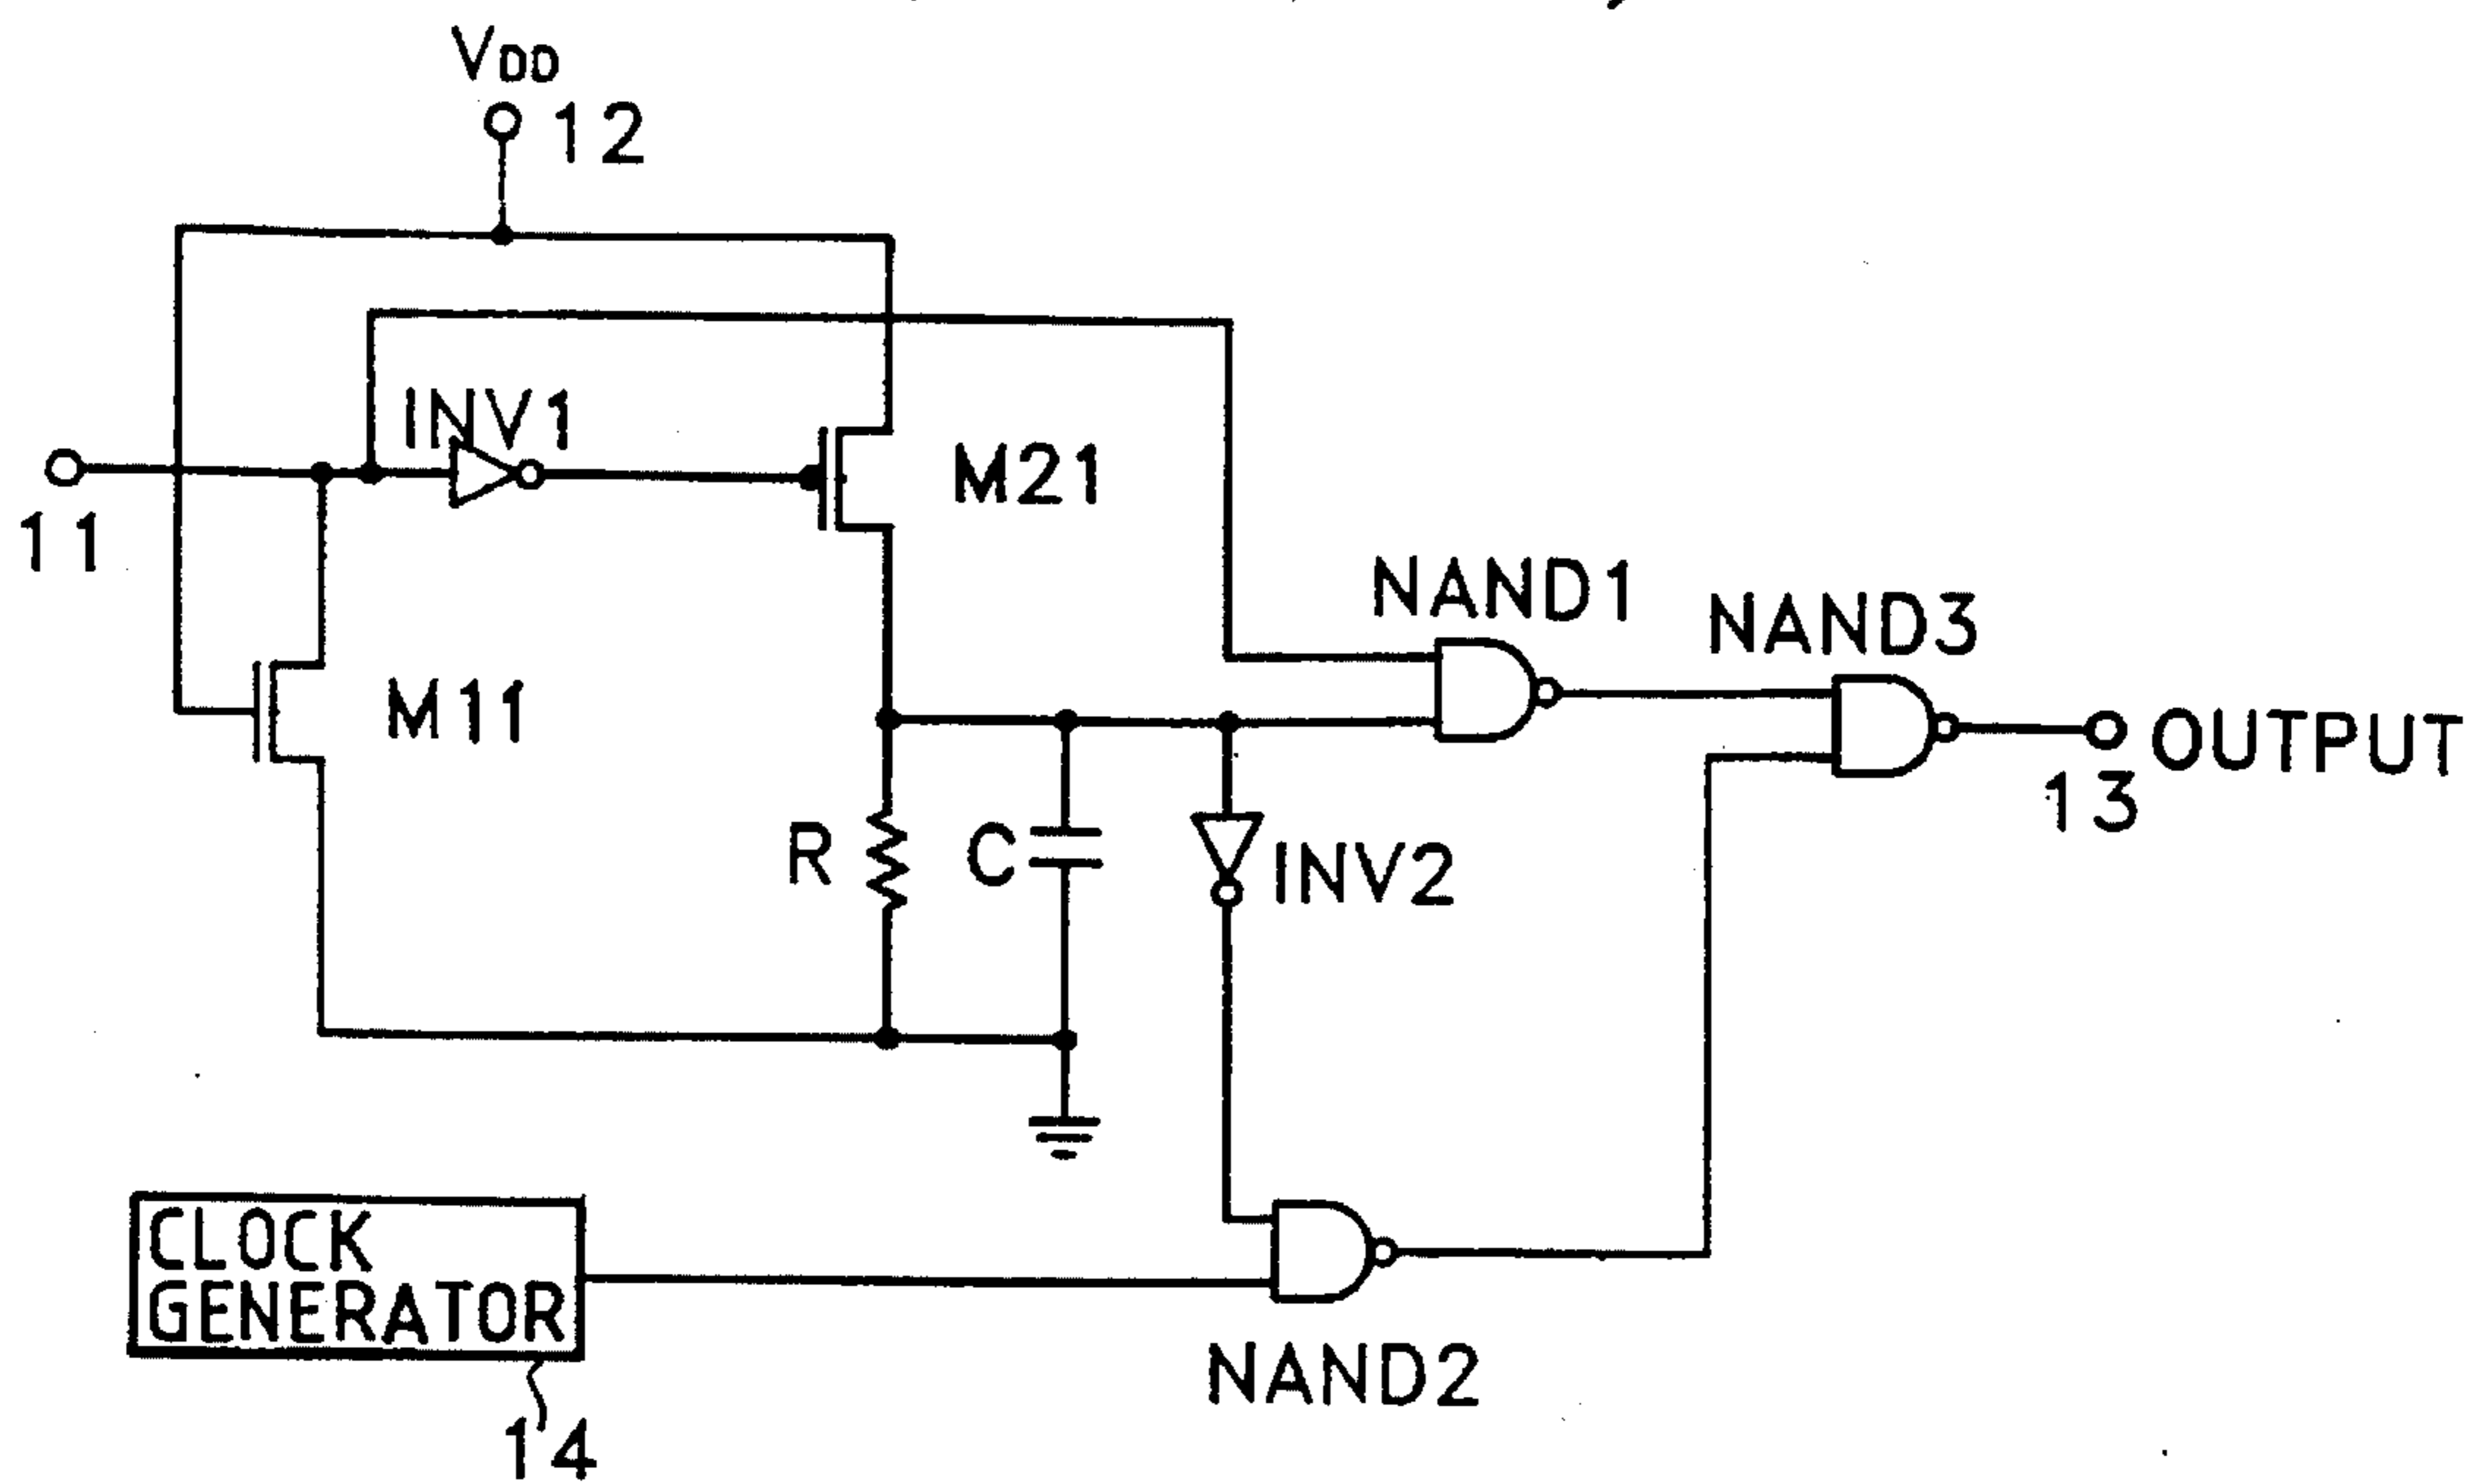 VDD
12
INV1
M21
11
NAND1
NAND3
M11
OUTPUT
13
R
C
INV2
CLOCK
GENERATOR
NAND2
14